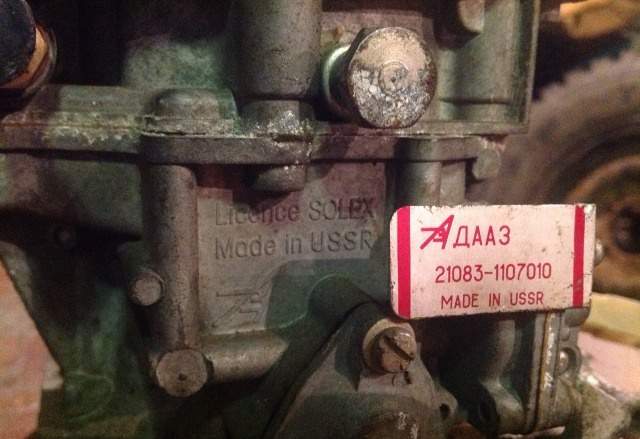 Licence SOLEX
Made in USSR
ДААЗ
21083-1107010
MADE IN USSR